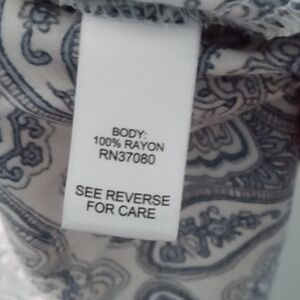 BODY:
100% RAYON
RN37080
SEE REVERSE
FOR CARE